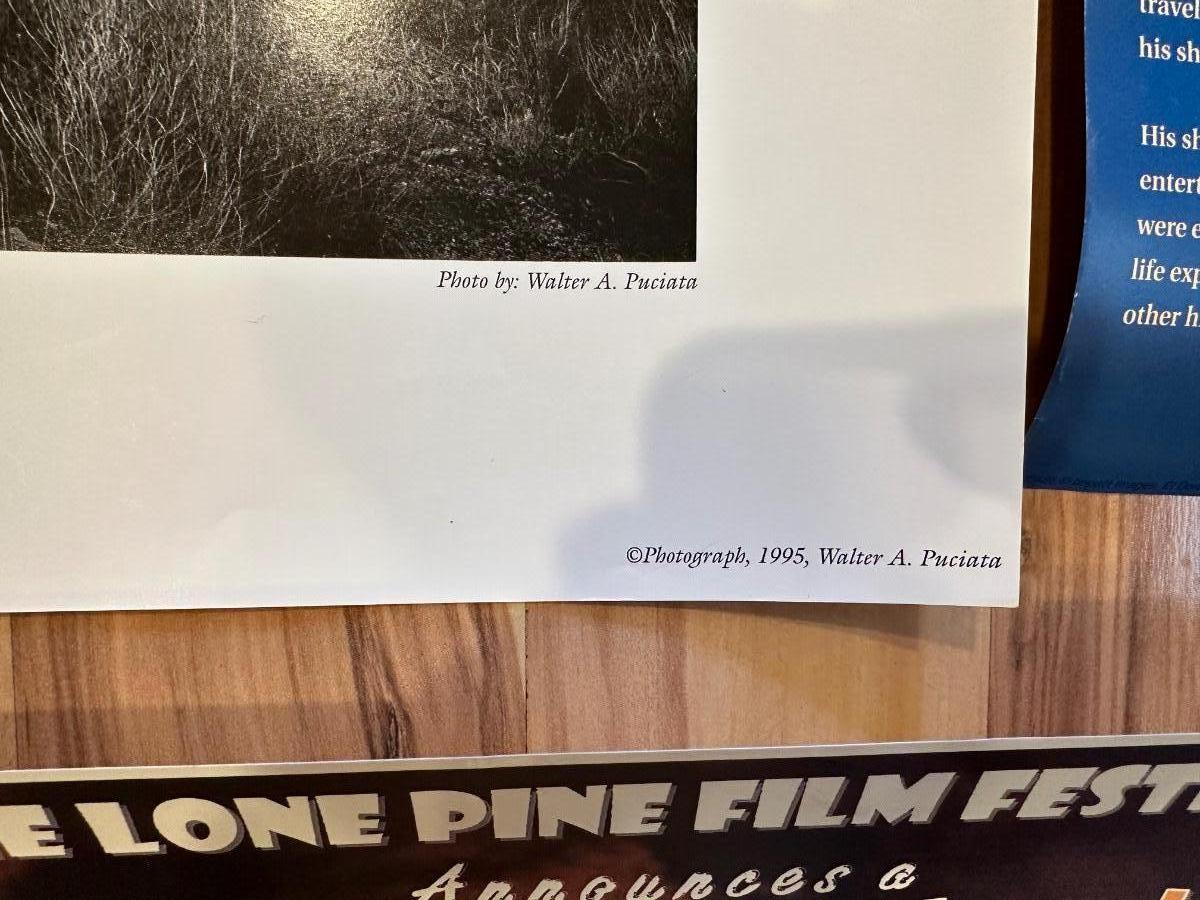 Photo by: Walter A. Puciata
©Photograph, 1995, Walter A. Puciata
travel
his sh
His sh
entert
were e
life exp
other h
E LONE PINE FILM FEST
Announces a